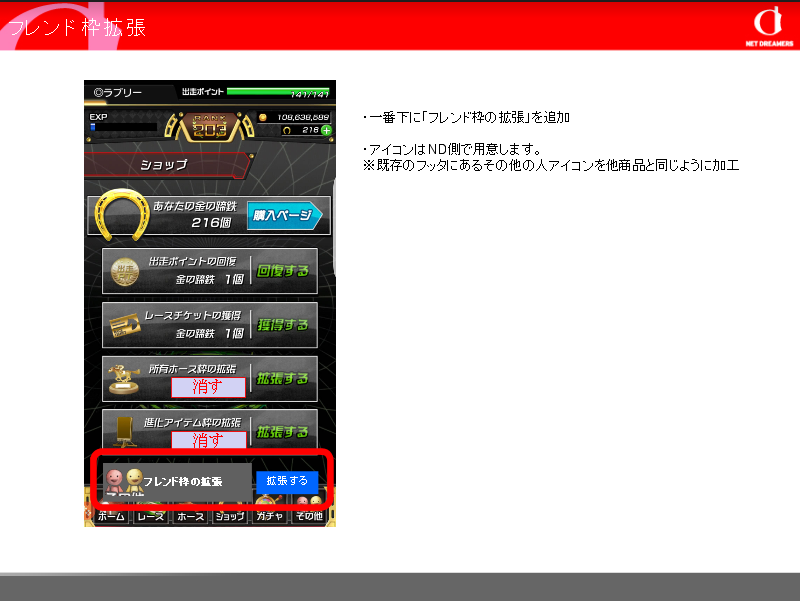 フレンド枠拡張
NET DREAMERS
◎ラブリー
出走ポイント
141/141
EXP
RANK
203
108,638,599
216
ショップ
あなたの金の蹄鉄
216個
購入ページ
出走ポイントの回復
金の蹄鉄 1個
回復する
レースチケットの獲得
金の蹄鉄 1個
獲得する
所有ホース枠の拡張
消す
拡張する
進化アイテム枠の拡張
消す
拡張する
フレンド枠の拡張
拡張する
ホーム
レース
ホース
ショップ
ガチャ
その他
・一番下に「フレンド枠の拡張」を追加
・アイコンはND側で用意します。
※既存のフッタにあるその他の人アイコンを他商品と同じように加工